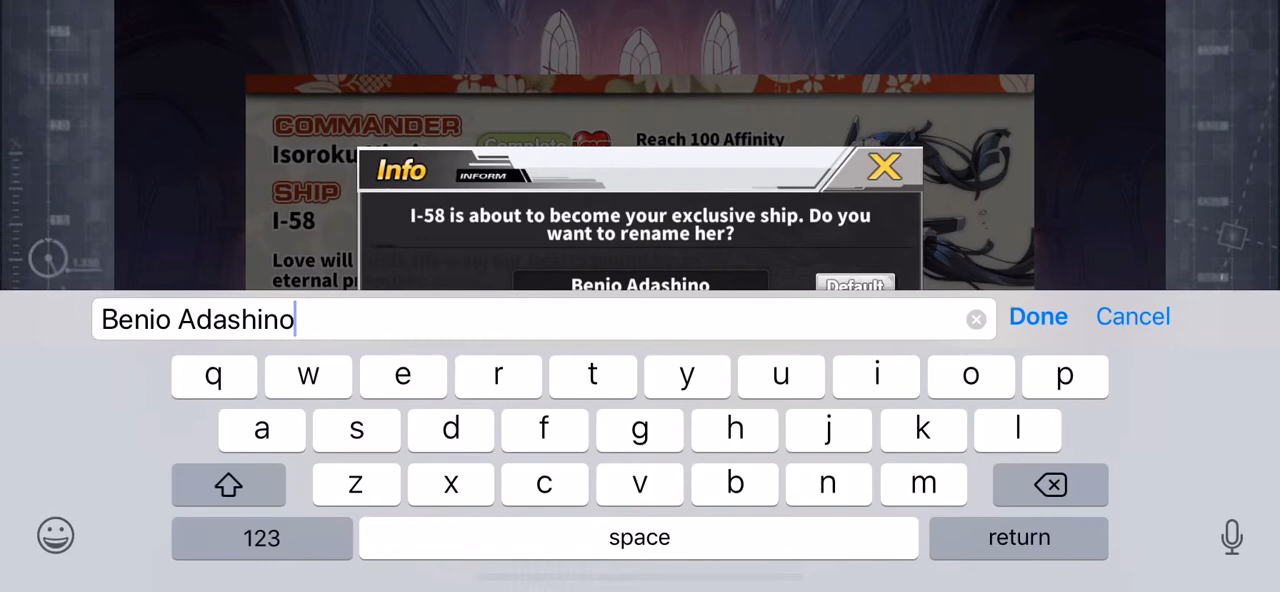 COMMANDER
Isoroku
Complete
Reach 100 Affinity
Info
INFORM
SHIP
I-58
I-58 is about to become your exclusive ship. Do you
want to rename her?
Love will
eternal
Benio Adashino
Default
Benio Adashino
Done
Cancel
q w e r t y u i o p
a s d f g h j k l
z x c v b n m
123
space
return